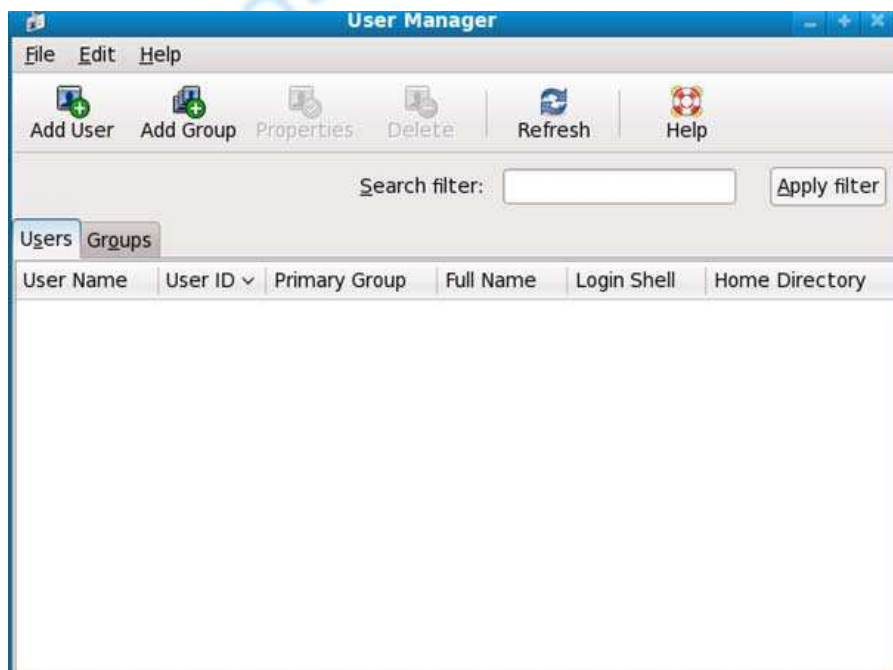 User Manager
File Edit Help
Add User Add Group Properties Delete Refresh Help
Search filter: Apply filter
Users Groups
User Name User ID Primary Group Full Name Login Shell Home Directory